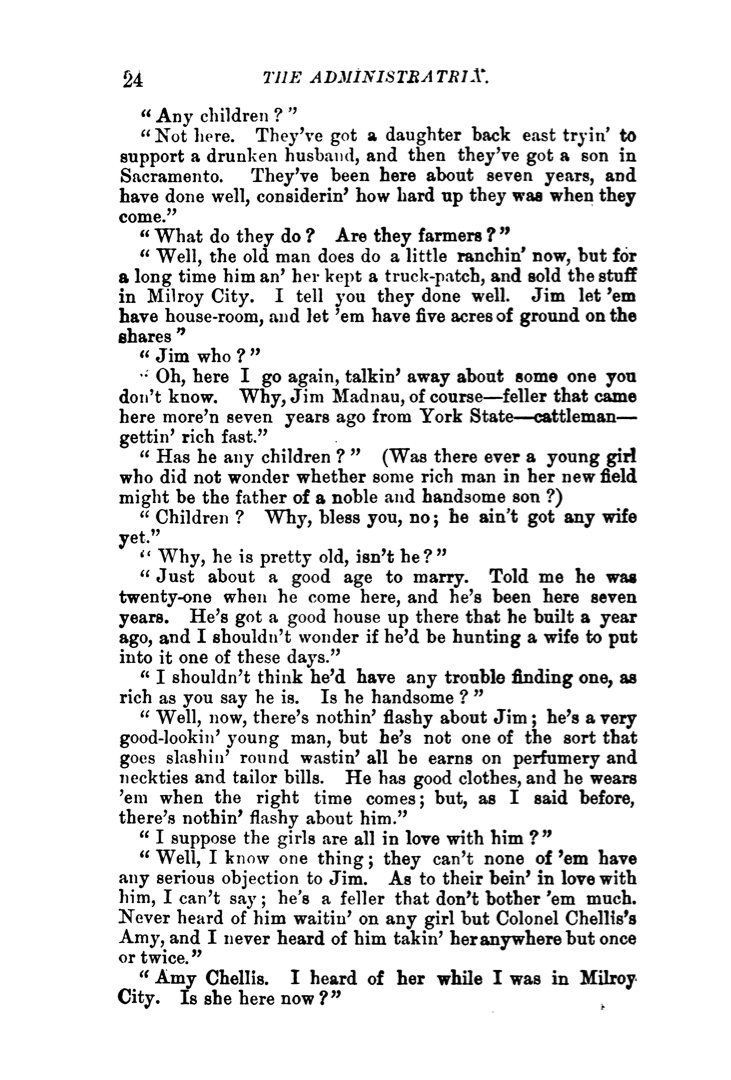 24 THE ADMINISTRATRIX.
“Any children?”
“Not here. They’ve got a daughter back east tryin’ to
support a drunken husband, and then they’ve got a son in
Sacramento. They’ve been here about seven years, and
have done well, considerin’ how hard up they was when they
come.”
“What do they do? Are they farmers?”
“Well, the old man does do a little ranchin’ now, but for
a long time him an’ her kept a truck-patch, and sold the stuff
in Milroy City. I tell you they done well. Jim let ’em
have house-room, and let ’em have five acres of ground on the
shares”
“Jim who?”
“Oh, here I go again, talkin’ away about some one you
don’t know. Why, Jim Madnau, of course—feller that came
here more’n seven years ago from York State—cattleman—
gettin’ rich fast.”
“Has he any children?” (Was there ever a young girl
who did not wonder whether some rich man in her new field
might be the father of a noble and handsome son?)
“Children? Why, bless you, no; he ain’t got any wife
yet.”
“Why, he is pretty old, isn’t he?”
“Just about a good age to marry. Told me he was
twenty-one when he come here, and he’s been here seven
years. He’s got a good house up there that he built a year
ago, and I shouldn’t wonder if he’d be hunting a wife to put
into it one of these days.”
“I shouldn’t think he’d have any trouble finding one, as
rich as you say he is. Is he handsome?”
“Well, now, there’s nothin’ flashy about Jim; he’s a very
good-lookin’ young man, but he’s not one of the sort that
goes slashin’ round wastin’ all he earns on perfumery and
neckties and tailor bills. He has good clothes, and he wears
’em when the right time comes; but, as I said before,
there’s nothin’ flashy about him.”
“I suppose the girls are all in love with him?”
“Well, I know one thing; they can’t none of ’em have
any serious objection to Jim. As to their bein’ in love with
him, I can’t say; he’s a feller that don’t bother ’em much.
Never heard of him waitin’ on any girl but Colonel Chellis’s
Amy, and I never heard of him takin’ her anywhere but once
or twice.”
“Amy Chellis. I heard of her while I was in Milroy
City. Is she here now?”